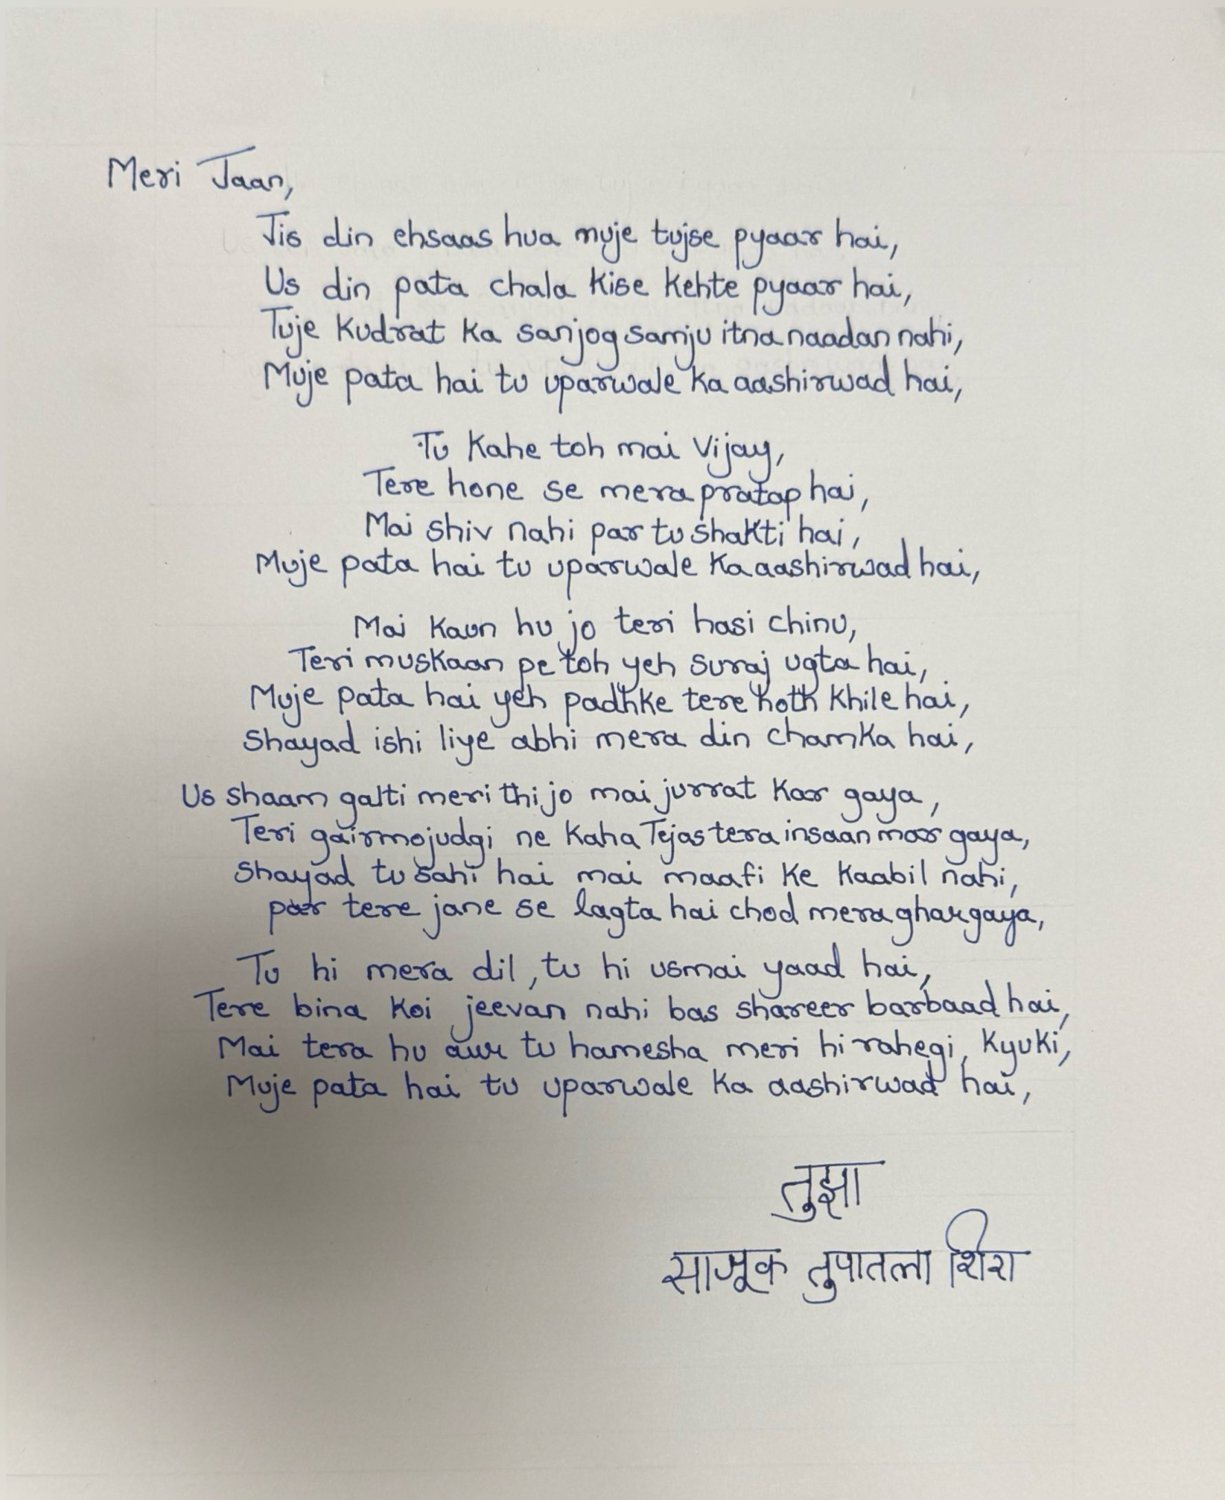 Meri Jaan,
Jis din ehsaas hua muje tujse pyaar hai,
Us din pata chala kise kehte pyaar hai,
Tuje kudrat ka sanjog samju itna naadan nahi,
Muje pata hai tu uparwale ka aashirwad hai,
Tu kahe toh mai Vijay,
Tere hone se mera pratap hai,
Mai shiv nahi par tu shakti hai,
Muje pata hai tu uparwale ka aashirwad hai,
Mai kaun hu jo teri hasi chinu,
Teri muskaan pe toh yeh suraj ugta hai,
Muje pata hai yeh padhke tere hoth khile hai,
Shayad ishi liye abhi mera din chamka hai,
Us shaam galti meri thi jo mai jurrat kar gaya,
Teri gairmojudgi ne kaha Tejas tera insaan mar gaya,
Shayad tu sahi hai mai maafi ke kaabil nahi,
par tere jane se lagta hai chod mera ghar gaya,
Tu hi mera dil, tu hi usmai yaad hai,
Tere bina koi jeevan nahi bas shareer barbaad hai,
Mai tera hu aur tu hamesha meri hi rahegi, kyuki,
Muje pata hai tu uparwale ka aashirwad hai,
तुझा
साजूक तुपातला शिरा